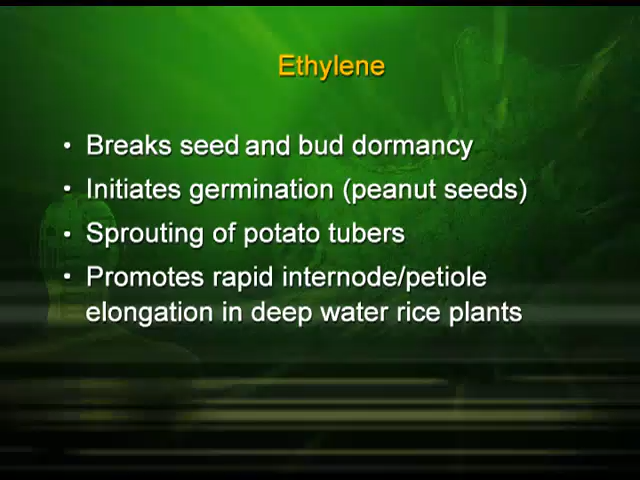 Ethylene
• Breaks seed and bud dormancy
• Initiates germination (peanut seeds)
• Sprouting of potato tubers
• Promotes rapid internode/petiole
elongation in deep water rice plants